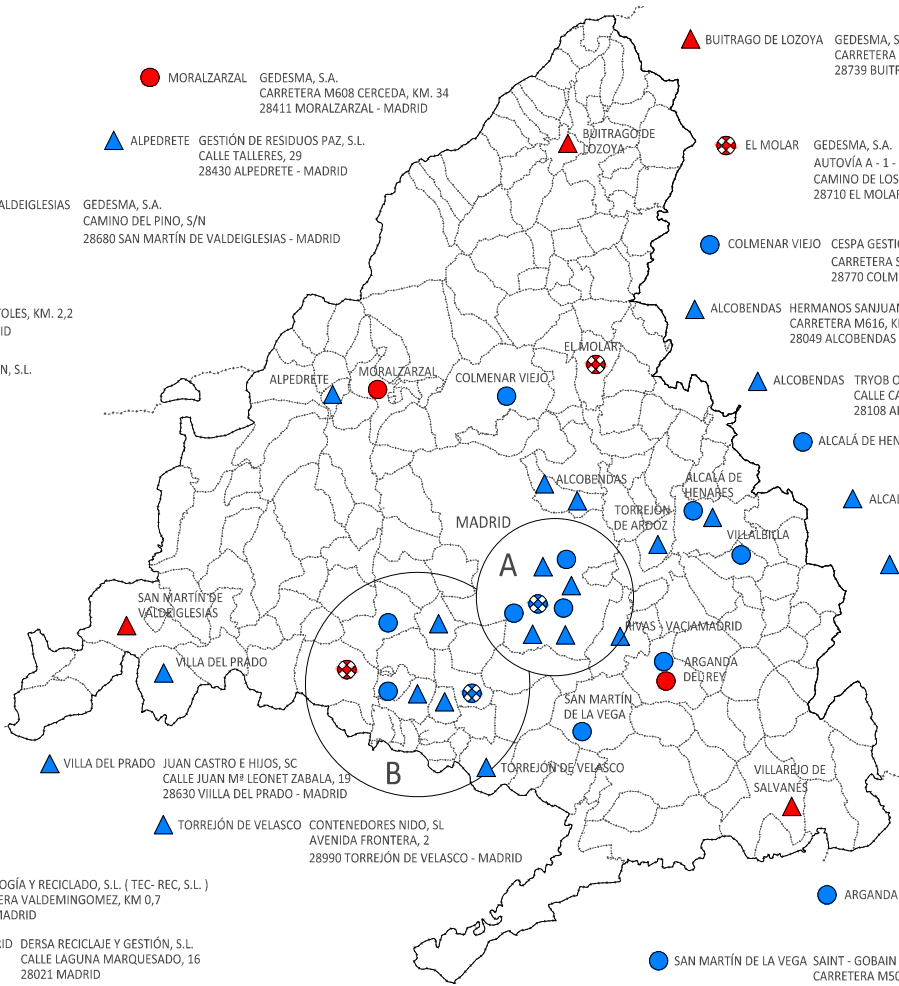 BUITRAGO DE LOZOYA GEDESMA, S
CARRETERA
28739 BUITR
MORALZARZAL GEDESMA, S.A.
CARRETERA M608 CERCEDA, KM. 34
28411 MORALZARZAL - MADRID
ALPEDRETE GESTIÓN DE RESIDUOS PAZ, S.L.
CALLE TALLERES, 29
28430 ALPEDRETE - MADRID
BUITRAGO DE
LOZOYA
EL MOLAR GEDESMA, S.A.
AUTOVÍA A - 1 -
CAMINO DE LOS
28710 EL MOLAR
ALDEIGLESIAS GEDESMA, S.A.
CAMINO DEL PINO, S/N
28680 SAN MARTÍN DE VALDEIGLESIAS - MADRID
COLMENAR VIEJO CESPA GESTIÓ
CARRETERA S
28770 COLM
TOLES, KM. 2,2
ID
N, S.L.
ALCOBENDAS HERMANOS SANJUAN
CARRETERA M616, K
28049 ALCOBENDAS
EL MOLAR
ALPEDRETE
MORALZARZAL
COLMENAR VIEJO
ALCOBENDAS TRYOB O
CALLE CA
28108 AL
ALCALÁ DE HEN
ALCAL
ALCOBENDAS
ALCALÁ DE
HENARES
TORREJÓN
DE ARDOZ
MADRID
VILLALBILLA
A
SAN MARTÍN DE
VALDEIGLESIAS
RIVAS - VACIAMADRID
VILLA DEL PRADO
ARGANDA
DEL REY
SAN MARTÍN
DE LA VEGA
B
TORREJÓN DE VELASCO
VILLAREJO DE
SALVANÉS
VILLA DEL PRADO JUAN CASTRO E HIJOS, SC
CALLE JUAN Mª LEONET ZABALA, 19
28630 VIILLA DEL PRADO - MADRID
TORREJÓN DE VELASCO CONTENEDORES NIDO, SL
AVENIDA FRONTERA, 2
28990 TORREJÓN DE VELASCO - MADRID
OGÍA Y RECICLADO, S.L. ( TEC- REC, S.L. )
ERA VALDEMINGOMEZ, KM 0,7
MADRID
ARGANDA
RID DERSA RECICLAJE Y GESTIÓN, S.L.
CALLE LAGUNA MARQUESADO, 16
28021 MADRID
SAN MARTÍN DE LA VEGA SAINT - GOBAIN
CARRETERA M50